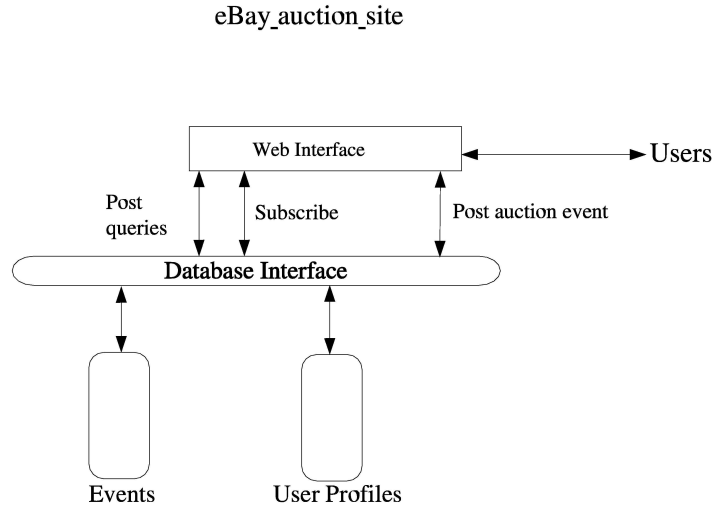 eBay_auction_site
Web Interface
Users
Post
queries
Subscribe
Post auction event
Database Interface
Events
User Profiles